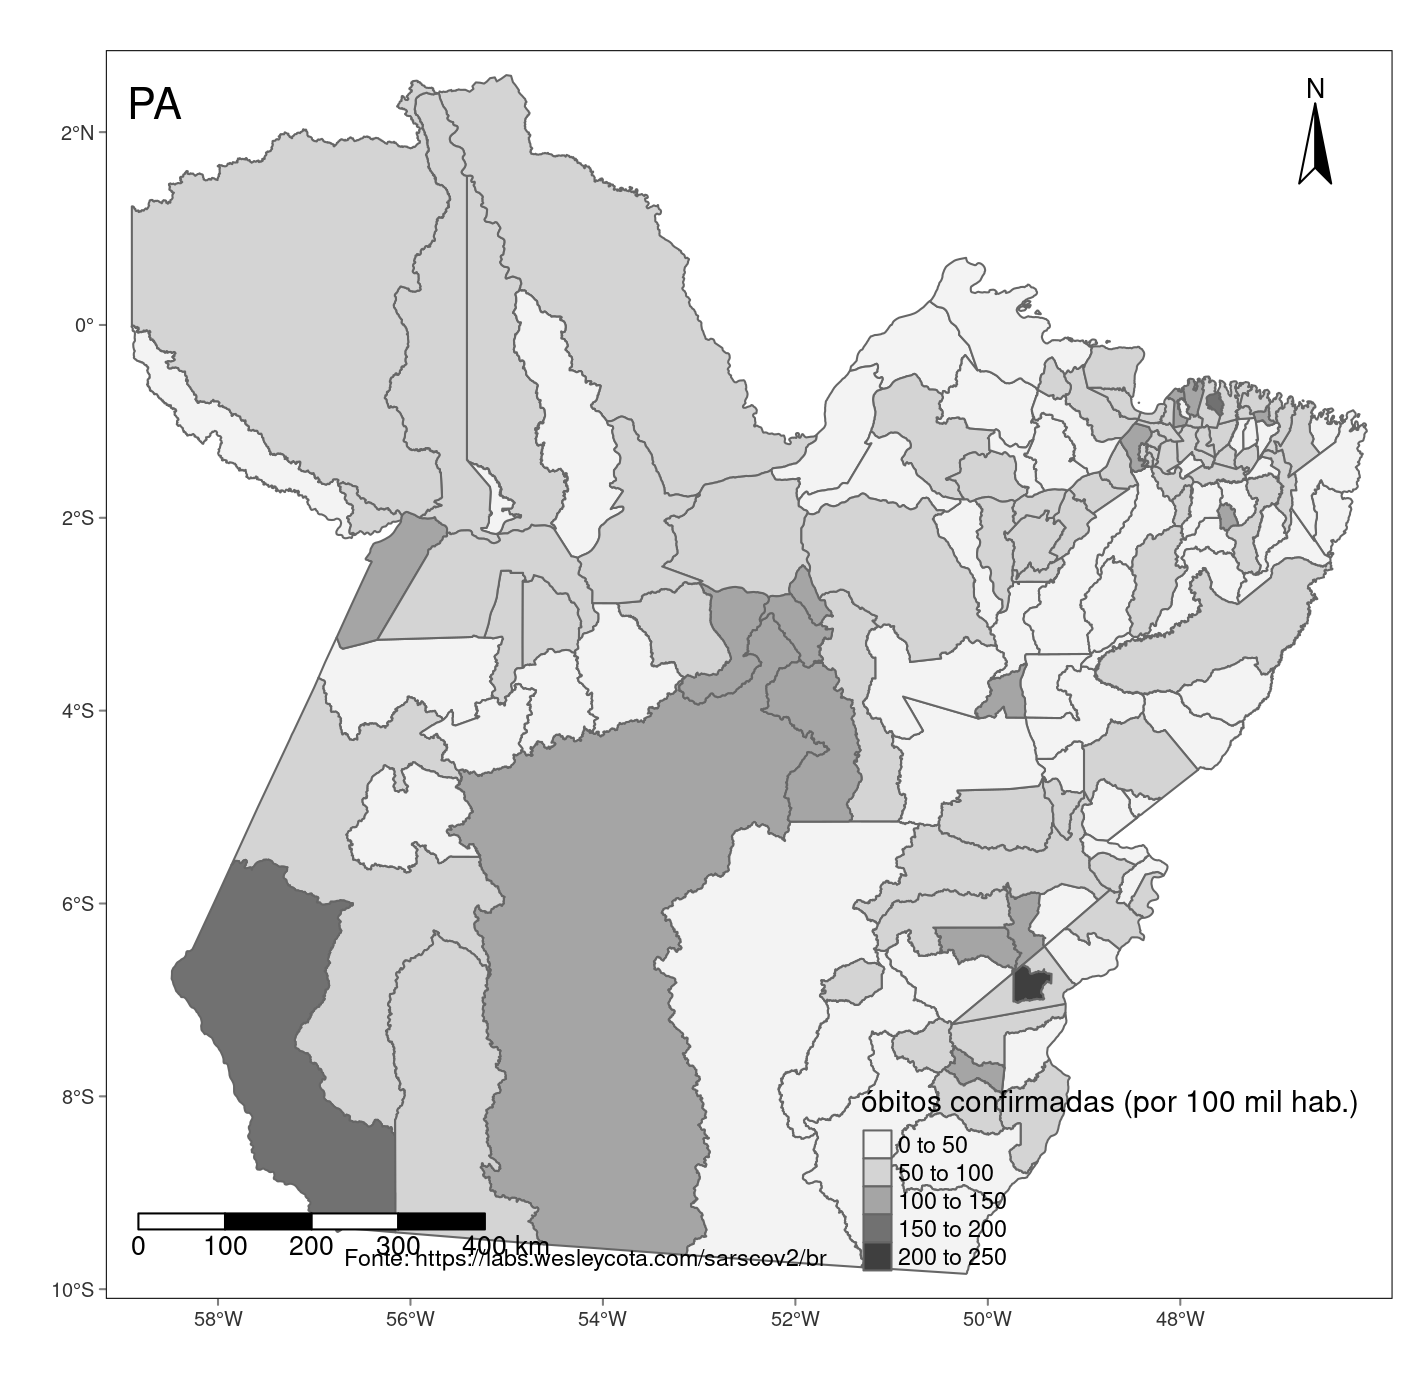 PA
N
2°N
0°
2°S
4°S
6°S
8°S
10°S
óbitos confirmadas (por 100 mil hab.)
0 to 50
50 to 100
100 to 150
150 to 200
200 to 250
0 100 200 300 400 km
Fonte: https://labs.wesleycota.com/sarscov2/br
58°W 56°W 54°W 52°W 50°W 48°W